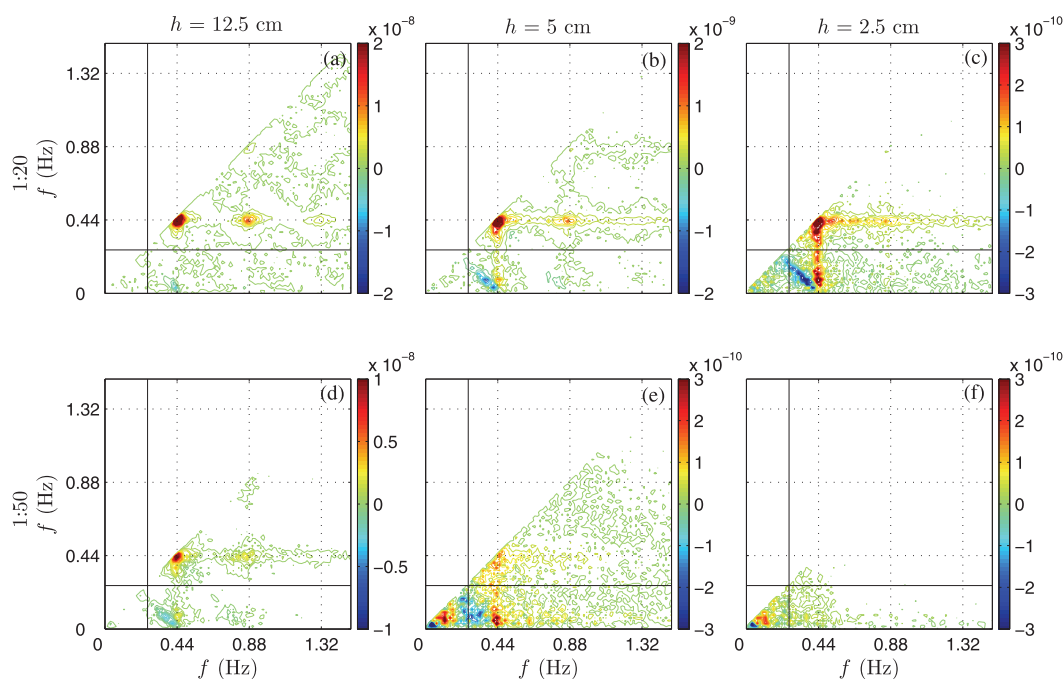 h = 12.5 cm
h = 5 cm
h = 2.5 cm
x 10⁻⁸
x 10⁻⁹
x 10⁻¹⁰
(a)
(b)
(c)
1:20
f (Hz)
1.32
0.88
0.44
0
2
1
0
−1
−2
2
1
0
−1
−2
3
2
1
0
−1
−2
−3
x 10⁻⁸
x 10⁻¹⁰
x 10⁻¹⁰
(d)
(e)
(f)
1:50
f (Hz)
1.32
0.88
0.44
0
1
0.5
0
−0.5
−1
3
2
1
0
−1
−2
−3
3
2
1
0
−1
−2
−3
0 0.44 0.88 1.32
0 0.44 0.88 1.32
0 0.44 0.88 1.32
f (Hz)
f (Hz)
f (Hz)